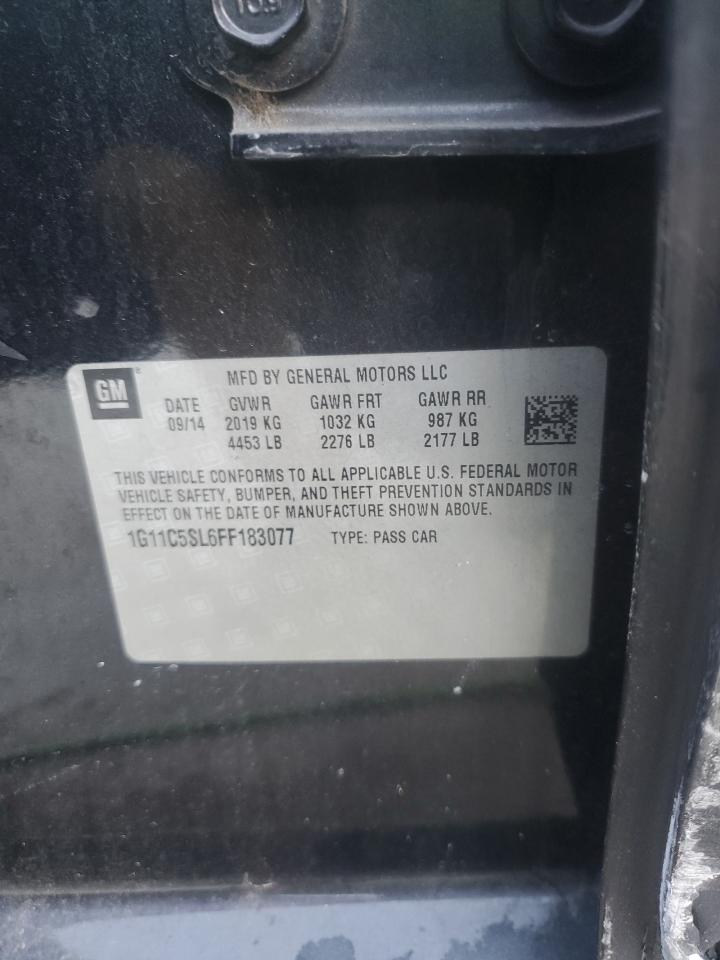 10.9
GM
MFD BY GENERAL MOTORS LLC
DATE GVWR GAWR FRT GAWR RR
09/14 2019 KG 1032 KG 987 KG
4453 LB 2276 LB 2177 LB
THIS VEHICLE CONFORMS TO ALL APPLICABLE U.S. FEDERAL MOTOR
VEHICLE SAFETY, BUMPER, AND THEFT PREVENTION STANDARDS IN
EFFECT ON THE DATE OF MANUFACTURE SHOWN ABOVE.
1G11C5SL6FF183077 TYPE: PASS CAR